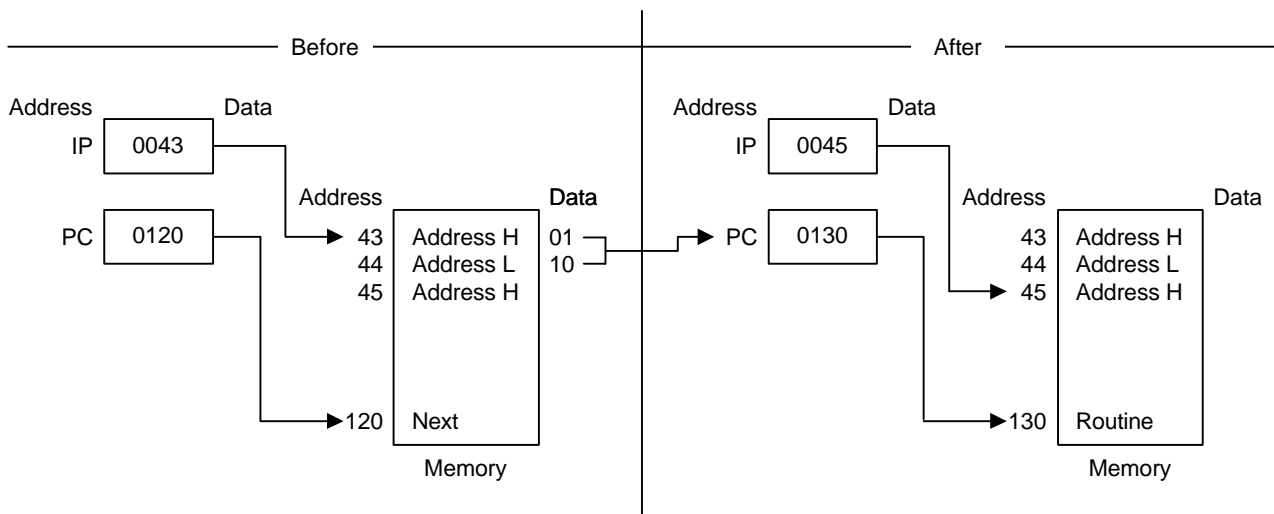 Before
After
Address Data
IP 0043
Address Data
PC 0120
43 Address H 01
44 Address L 10
45 Address H
120 Next
Memory
Address Data
IP 0045
Address Data
PC 0130
43 Address H
44 Address L
45 Address H
130 Routine
Memory